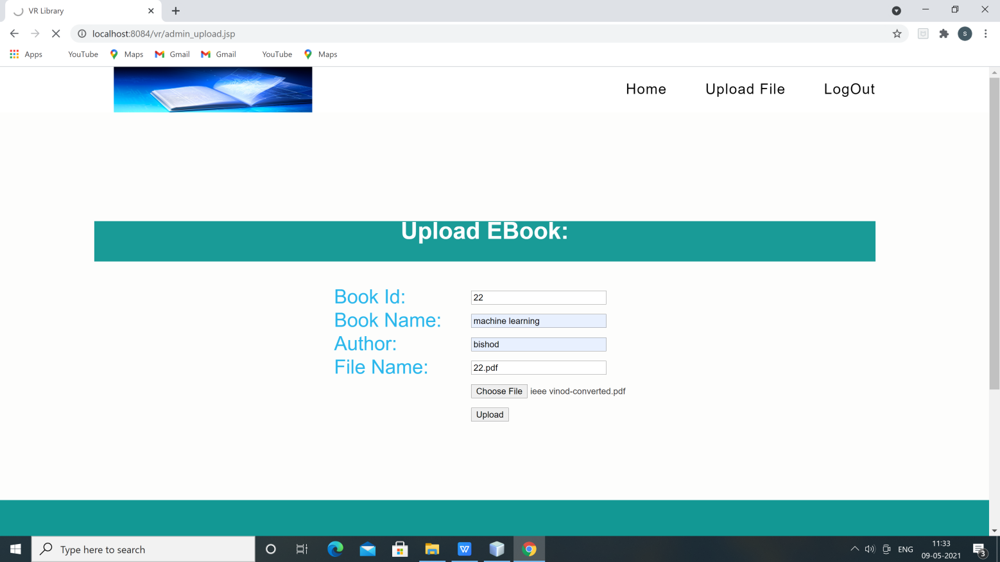 VR Library
localhost:8084/vr/admin_upload.jsp
S
Apps YouTube Maps Gmail Gmail YouTube Maps
Home Upload File LogOut
Upload EBook:
Book Id: 22
Book Name: machine learning
Author: bishod
File Name: 22.pdf
Choose File ieee vinod-converted.pdf
Upload
Type here to search
W
ENG
11:33
09-05-2021
3